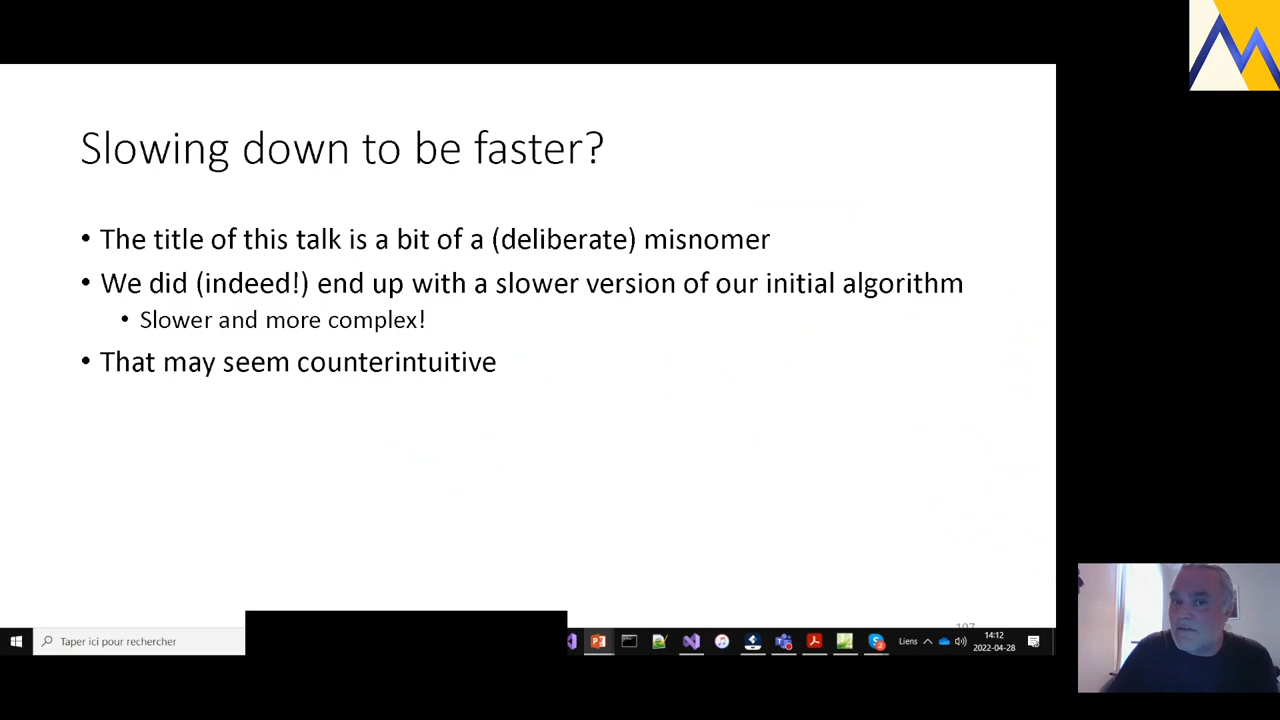 Slowing down to be faster?
• The title of this talk is a bit of a (deliberate) misnomer
• We did (indeed!) end up with a slower version of our initial algorithm
• Slower and more complex!
• That may seem counterintuitive
107
Taper ici pour rechercher
Liens
14:12
2022-04-28